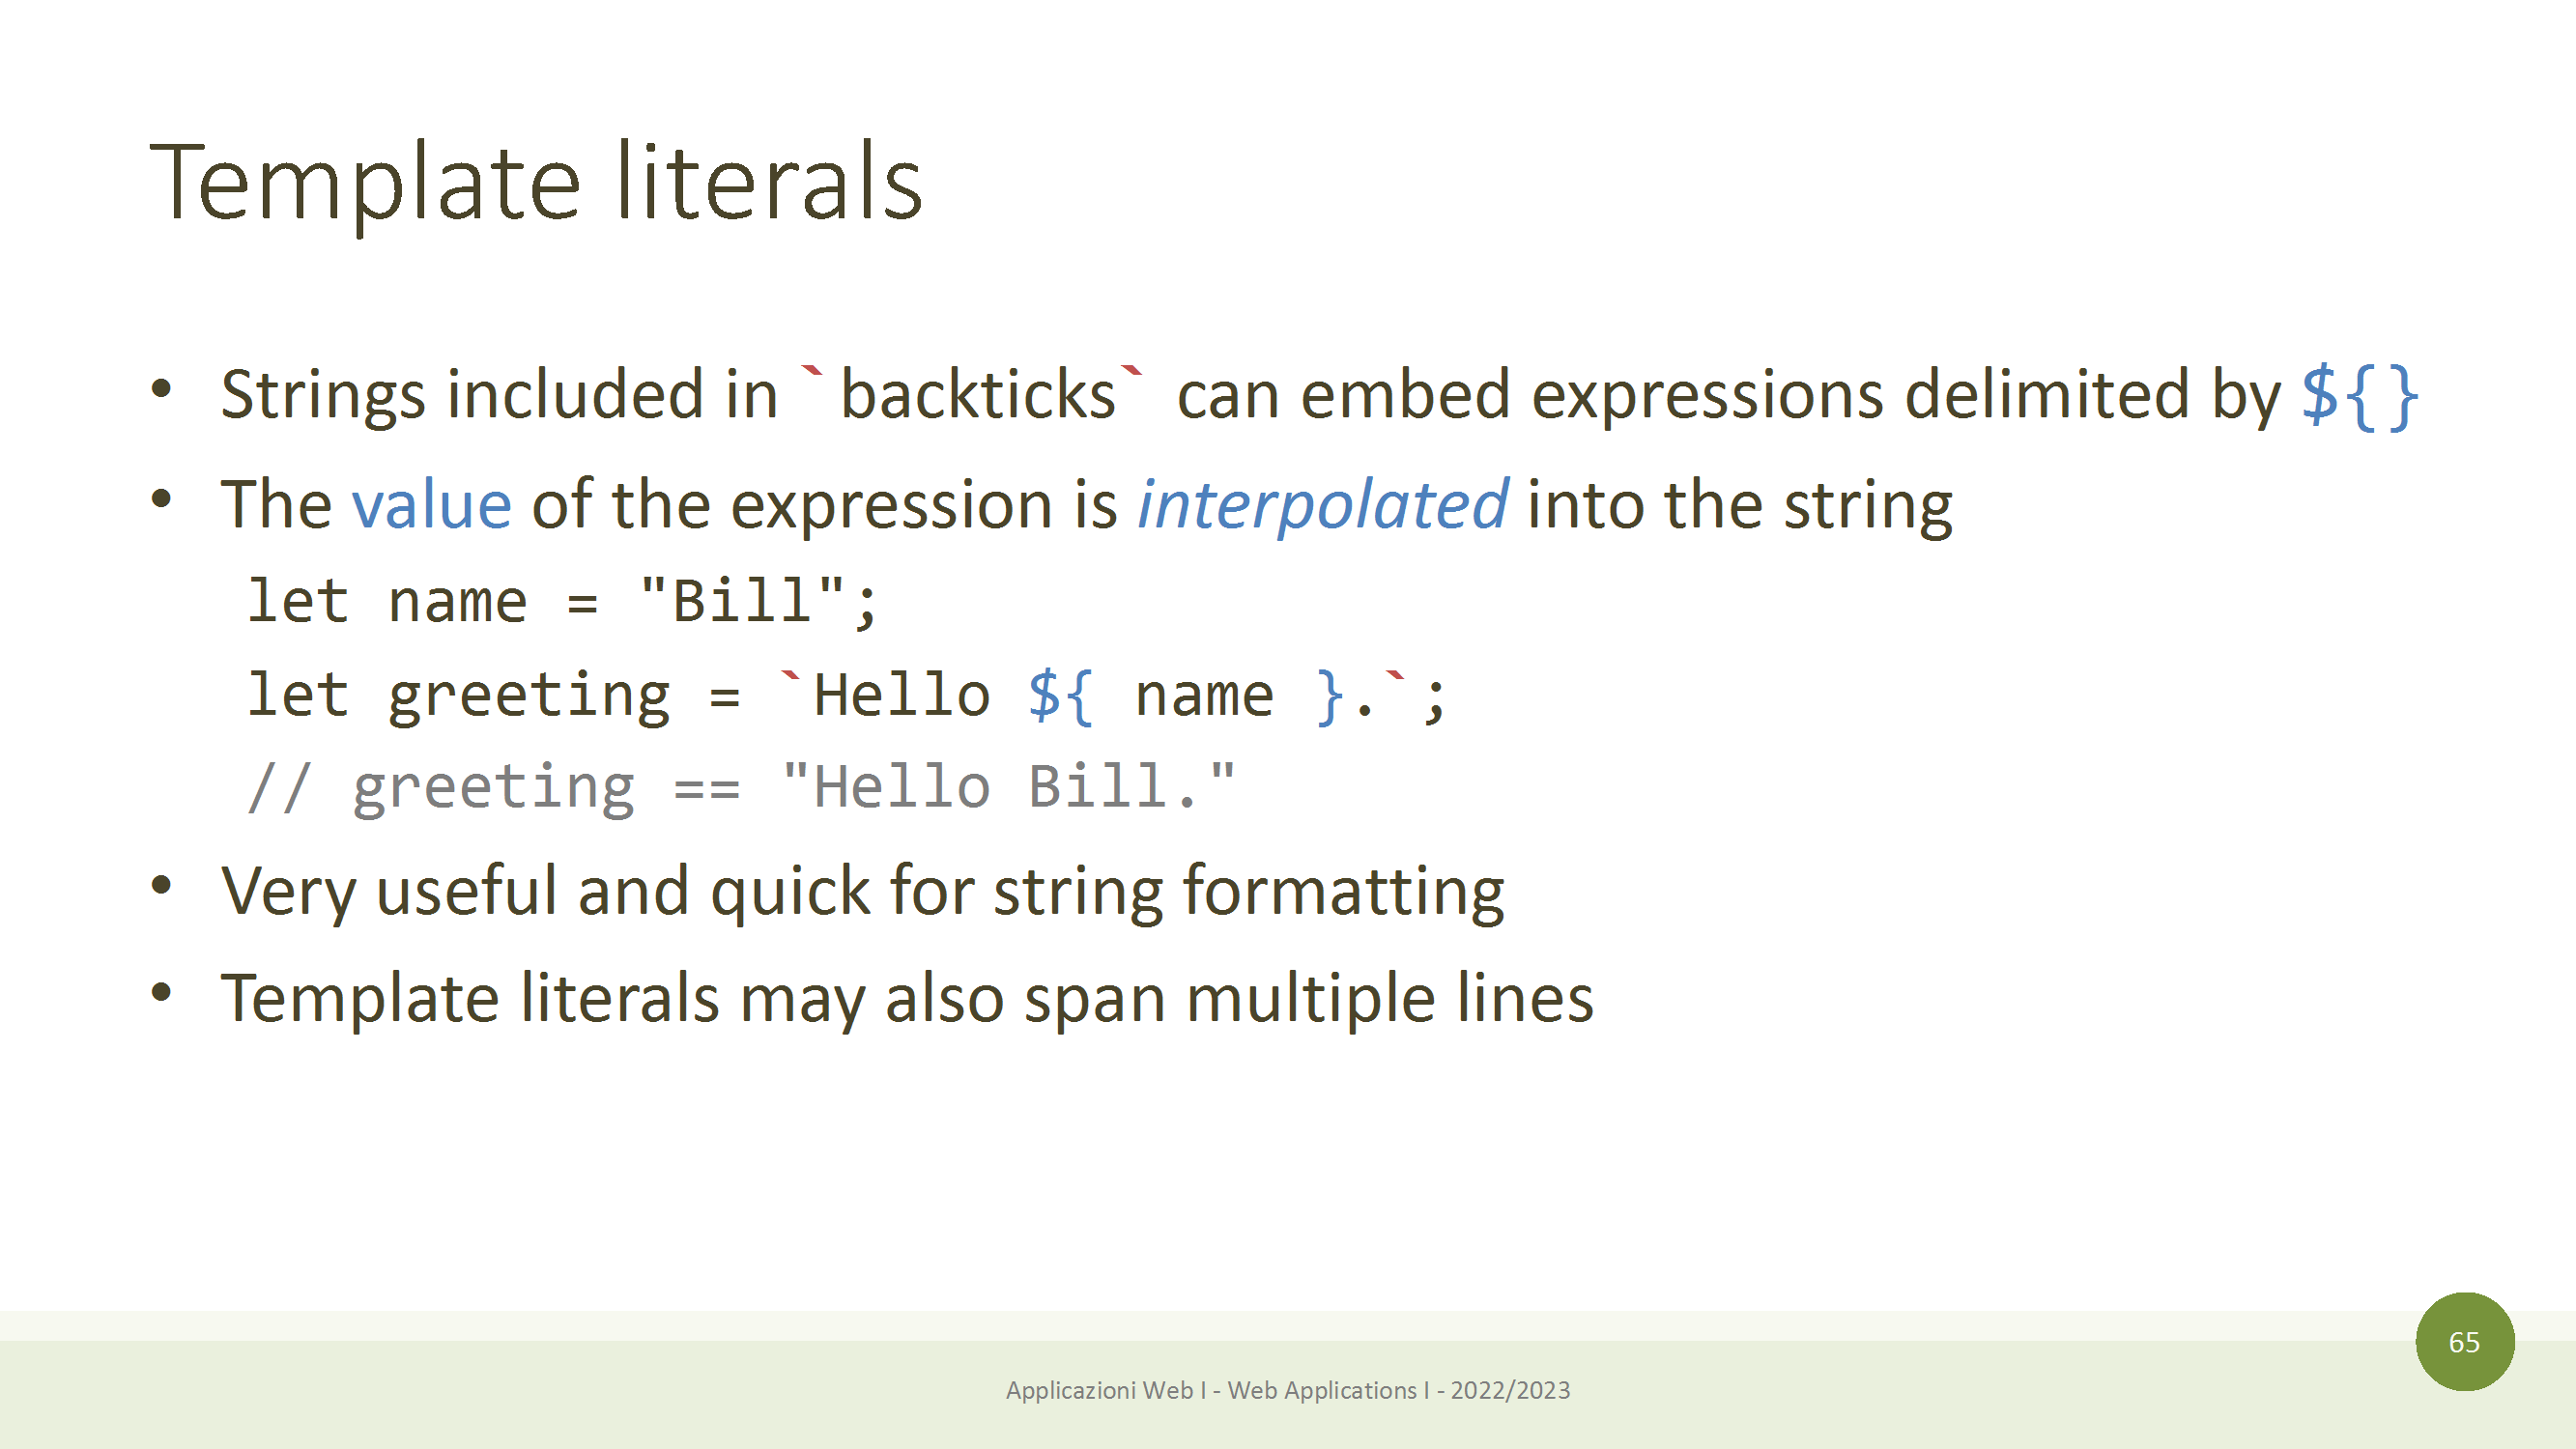 Template literals
• Strings included in `backticks` can embed expressions delimited by ${}
• The value of the expression is interpolated into the string
let name = "Bill";
let greeting = `Hello ${ name }.`;
// greeting == "Hello Bill."
• Very useful and quick for string formatting
• Template literals may also span multiple lines
65
Applicazioni Web I - Web Applications I - 2022/2023